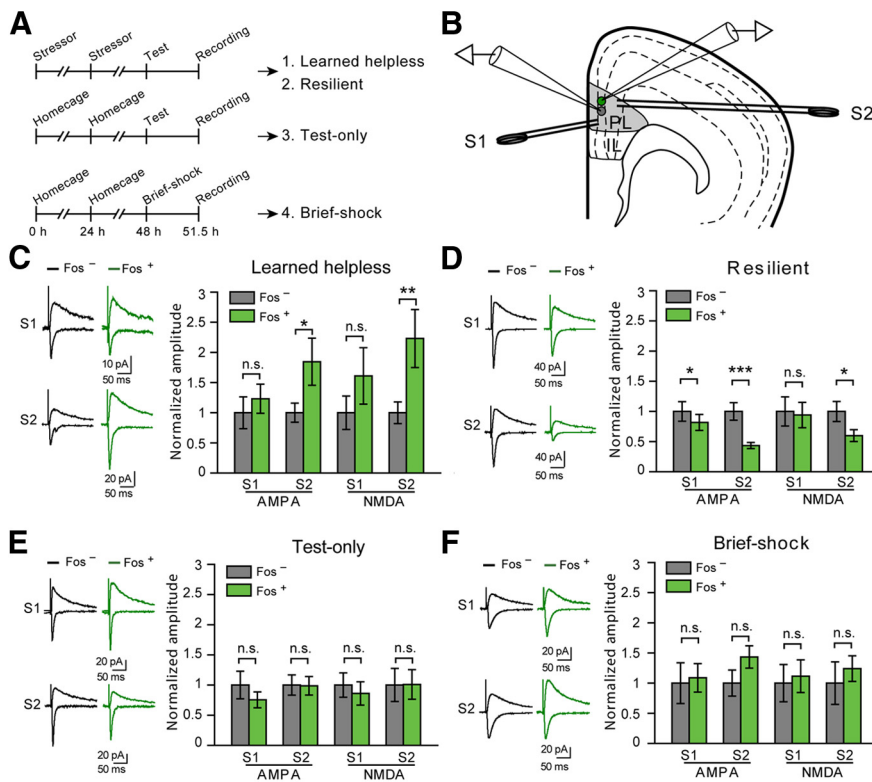 A
Stressor Stressor Test Recording
1. Learned helpless
2. Resilient
Homecage Homecage Test Recording
3. Test-only
Homecage Homecage Brief-shock Recording
4. Brief-shock
0 h 24 h 48 h 51.5 h
B
S1
S2
PL
IL
C
Fos⁻ Fos⁺
Learned helpless
S1
10 pA
50 ms
S2
20 pA
50 ms
Normalized amplitude
3
2.5
2
1.5
1
0.5
0
Fos⁻
Fos⁺
n.s. * n.s. **
S1 S2 S1 S2
AMPA NMDA
D
Fos⁻ Fos⁺
Resilient
S1
40 pA
50 ms
S2
40 pA
50 ms
Normalized amplitude
3
2.5
2
1.5
1
0.5
0
Fos⁻
Fos⁺
* *** n.s. *
S1 S2 S1 S2
AMPA NMDA
E
Fos⁻ Fos⁺
Test-only
S1
20 pA
50 ms
S2
20 pA
50 ms
Normalized amplitude
3
2.5
2
1.5
1
0.5
0
Fos⁻
Fos⁺
n.s. n.s. n.s. n.s.
S1 S2 S1 S2
AMPA NMDA
F
Fos⁻ Fos⁺
Brief-shock
S1
20 pA
50 ms
S2
20 pA
50 ms
Normalized amplitude
3
2.5
2
1.5
1
0.5
0
Fos⁻
Fos⁺
n.s. n.s. n.s. n.s.
S1 S2 S1 S2
AMPA NMDA